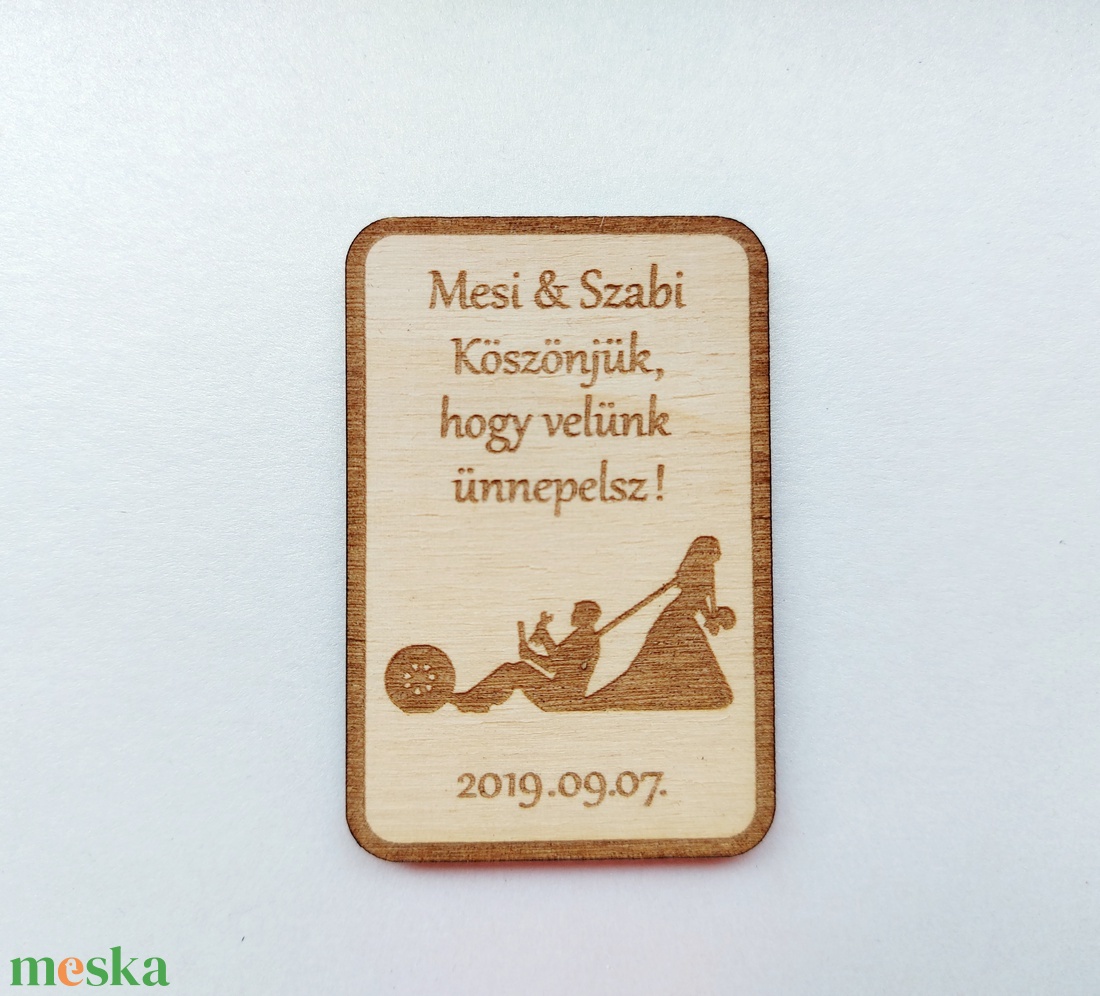 Mesi & Szabi
Köszönjük,
hogy velünk
ünnepelsz!
2019.09.07.
meska